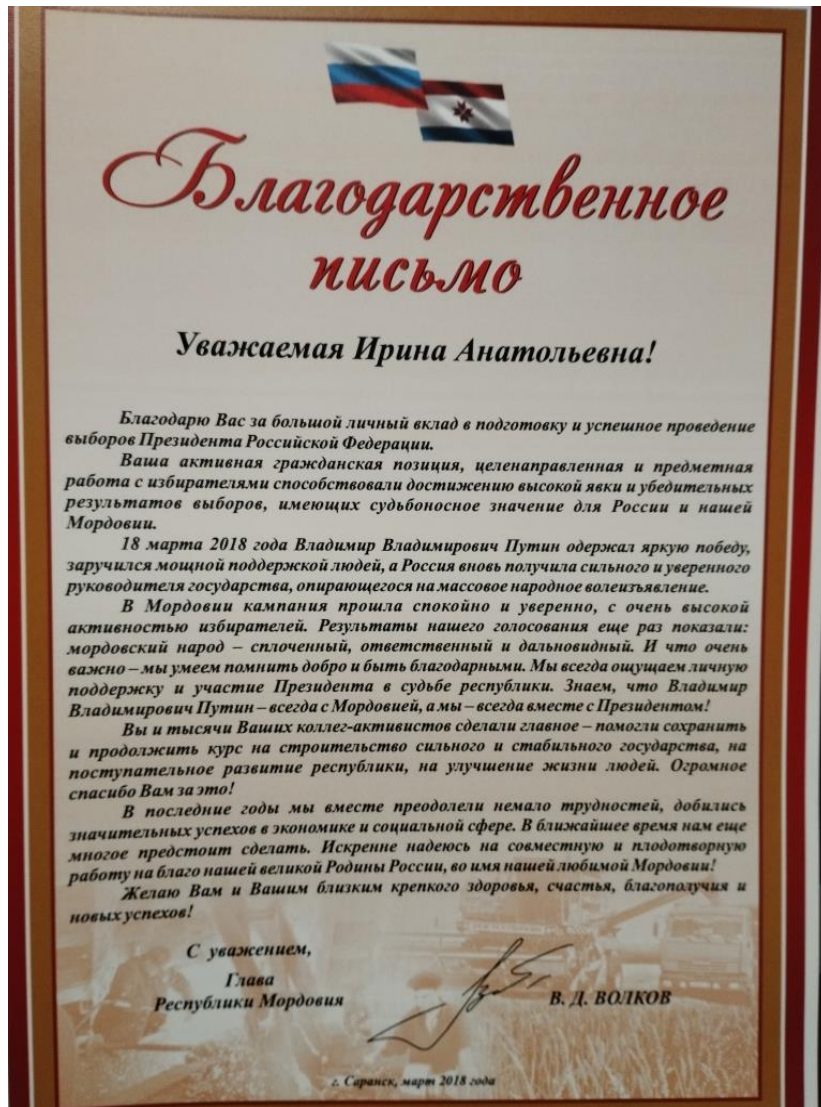 Благодарственное
письмо
Уважаемая Ирина Анатольевна!
Благодарю Вас за большой личный вклад в подготовку и успешное проведение
выборов Президента Российской Федерации.
Ваша активная гражданская позиция, целенаправленная и предметная
работа с избирателями способствовали достижению высокой явки и убедительных
результатов выборов, имеющих судьбоносное значение для России и нашей
Мордовии.
18 марта 2018 года Владимир Владимирович Путин одержал яркую победу,
заручился мощной поддержкой людей, а Россия вновь получила сильного и уверенного
руководителя государства, опирающегося на массовое народное волеизъявление.
В Мордовии кампания прошла спокойно и уверенно, с очень высокой
активностью избирателей. Результаты нашего голосования еще раз показали:
мордовский народ – сплоченный, ответственный и дальновидный. И что очень
важно – мы умеем помнить добро и быть благодарными. Мы всегда ощущаем личную
поддержку и участие Президента в судьбе республики. Знаем, что Владимир
Владимирович Путин – всегда с Мордовией, а мы – всегда вместе с Президентом!
Вы и тысячи Ваших коллег-активистов сделали главное – помогли сохранить
и продолжить курс на строительство сильного и стабильного государства, на
поступательное развитие республики, на улучшение жизни людей. Огромное
спасибо Вам за это!
В последние годы мы вместе преодолели немало трудностей, добились
значительных успехов в экономике и социальной сфере. В ближайшее время нам еще
многое предстоит сделать. Искренне надеюсь на совместную и плодотворную
работу на благо нашей великой Родины России, во имя нашей любимой Мордовии!
Желаю Вам и Вашим близким крепкого здоровья, счастья, благополучия и
новых успехов!
С уважением,
Глава
Республики Мордовия
В. Д. ВОЛКОВ
г. Саранск, март 2018 года